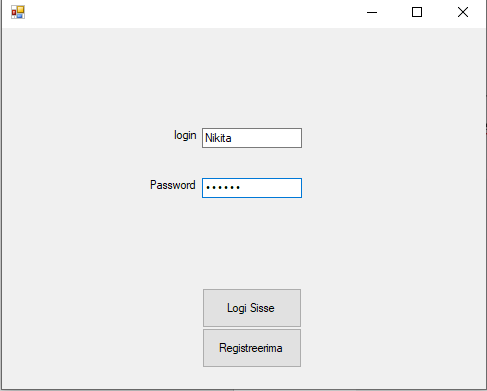 login
Nikita
Password
••••••
Logi Sisse
Registreerima